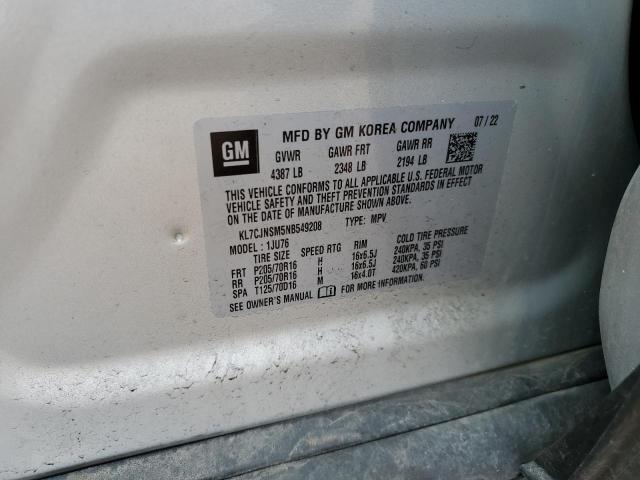 GM
MFD BY GM KOREA COMPANY 07/22
GVWR GAWR FRT GAWR RR
4387 LB 2348 LB 2194 LB
THIS VEHICLE CONFORMS TO ALL APPLICABLE U.S. FEDERAL MOTOR
VEHICLE SAFETY AND THEFT PREVENTION STANDARDS IN EFFECT
ON THE DATE OF MANUFACTURE SHOWN ABOVE.
KL7CJNSM5NB549208 TYPE: MPV
MODEL: 1JU76
TIRE SIZE SPEED RTG RIM COLD TIRE PRESSURE
FRT P205/70R16 H 16x6.5J 240KPA, 35 PSI
RR P205/70R16 H 16x6.5J 240KPA, 35 PSI
SPA T125/70D16 M 16x4.0T 420KPA, 60 PSI
SEE OWNER'S MANUAL FOR MORE INFORMATION.